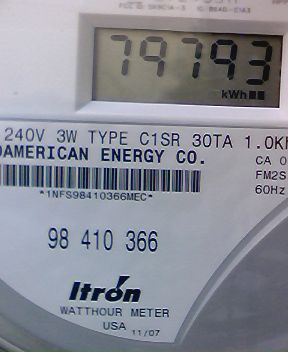 79793
kWh
240V 3W TYPE C1SR 30TA 1.0K
AMERICAN ENERGY CO.
CA 0
FM2S
60Hz
*1NFS98410366MEC*
98 410 366
Itron
WATTHOUR METER
USA 11/07